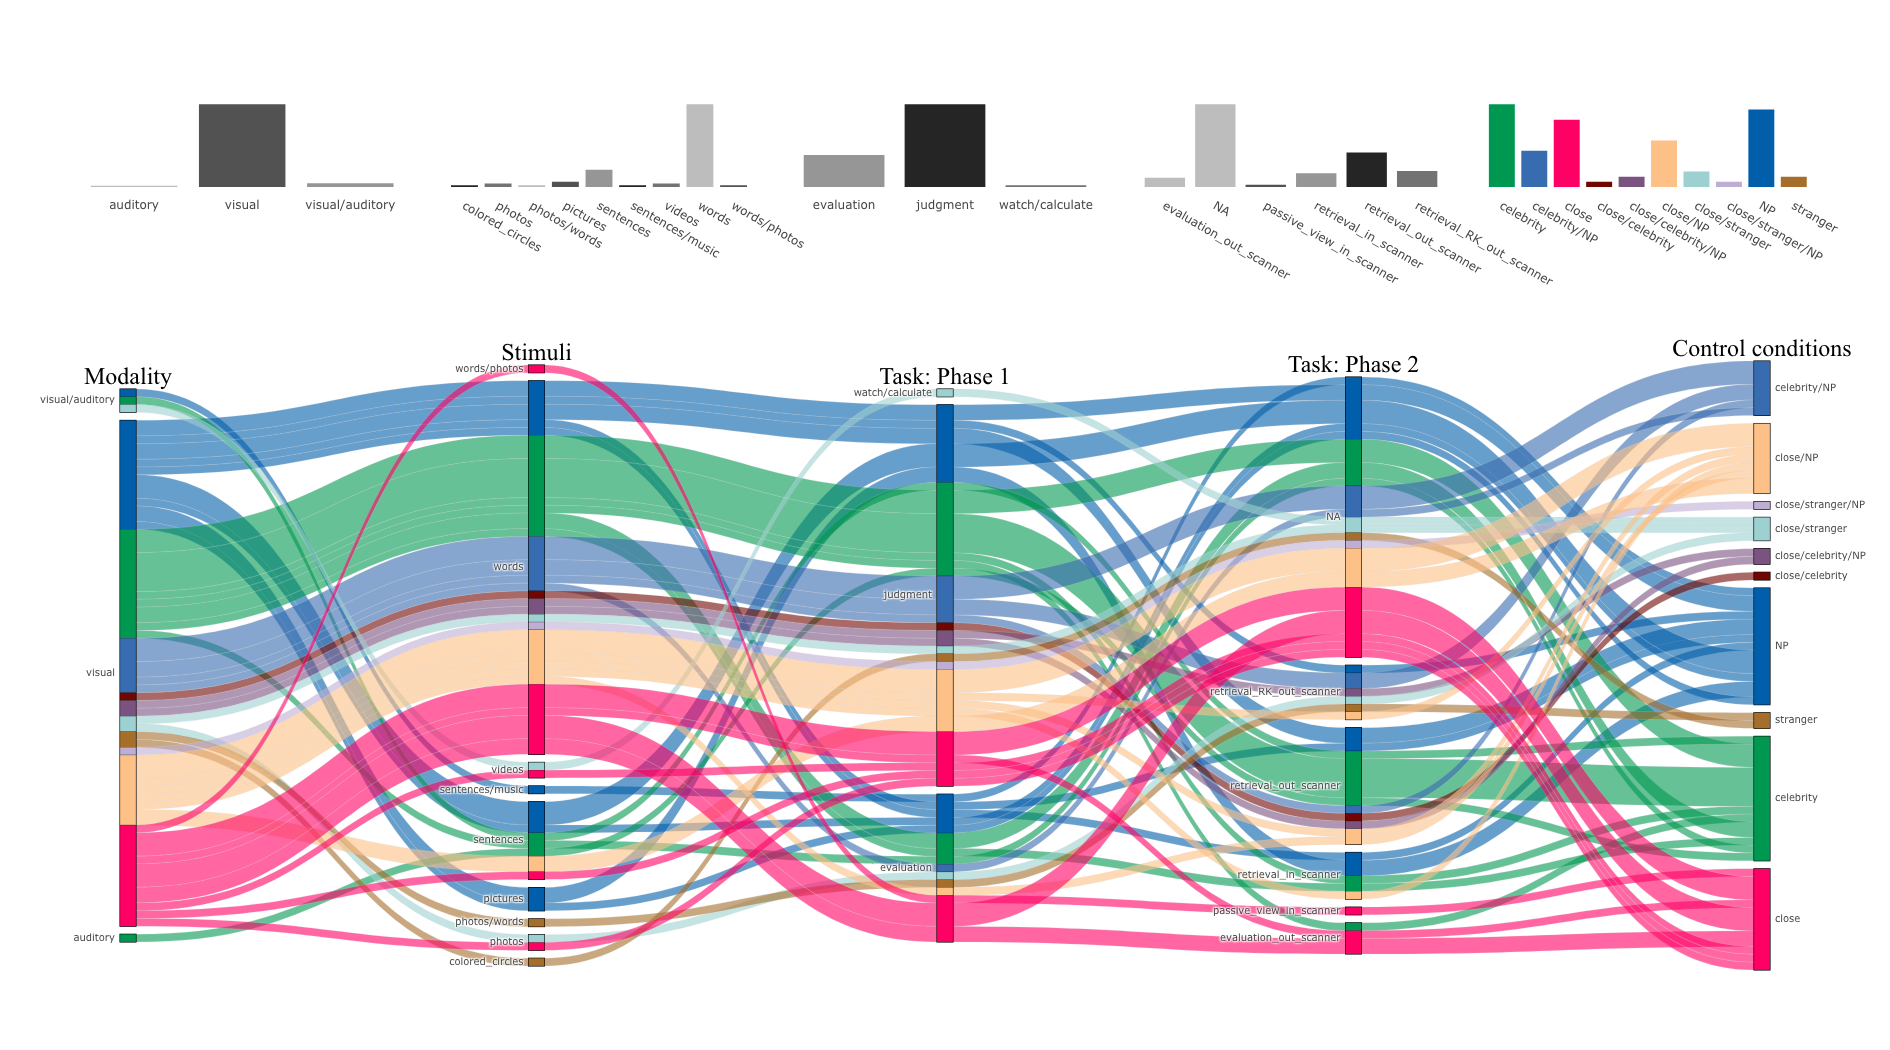 auditory
visual
visual/auditory
colored_circles
photos
photos/words
pictures
sentences
sentences/music
videos
words
words/photos
evaluation
judgment
watch/calculate
evaluation_out_scanner
NA
passive_view_in_scanner
retrieval_in_scanner
retrieval_out_scanner
retrieval_RK_out_scanner
celebrity
celebrity/NP
close
close/celebrity
close/celebrity/NP
close/NP
close/stranger
close/stranger/NP
NP
stranger
Modality
visual/auditory
visual
auditory
Stimuli
words/photos
words
videos
sentences/music
sentences
pictures
photos/words
photos
colored_circles
Task: Phase 1
watch/calculate
judgment
evaluation
Task: Phase 2
NA
retrieval_RK_out_scanner
retrieval_out_scanner
retrieval_in_scanner
passive_view_in_scanner
evaluation_out_scanner
Control conditions
celebrity/NP
close/NP
close/stranger/NP
close/stranger
close/celebrity/NP
close/celebrity
NP
stranger
celebrity
close